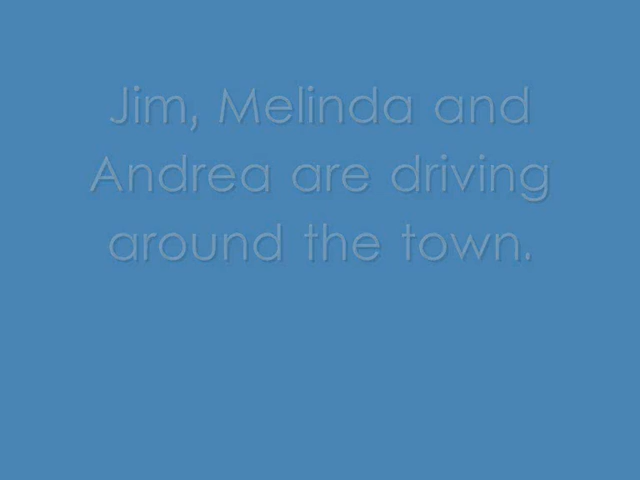 Jim, Melinda and
Andrea are driving
around the town.